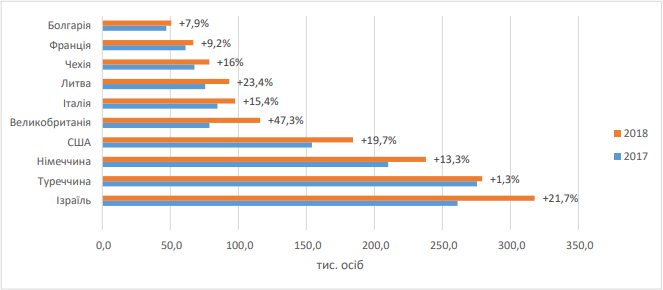 Болгарія +7,9%
Франція +9,2%
Чехія +16%
Литва +23,4%
Італія +15,4%
Великобританія +47,3%
США +19,7%
Німеччина +13,3%
Туреччина +1,3%
Ізраїль +21,7%
2018
2017
0,0 50,0 100,0 150,0 200,0 250,0 300,0 350,0
тис. осіб